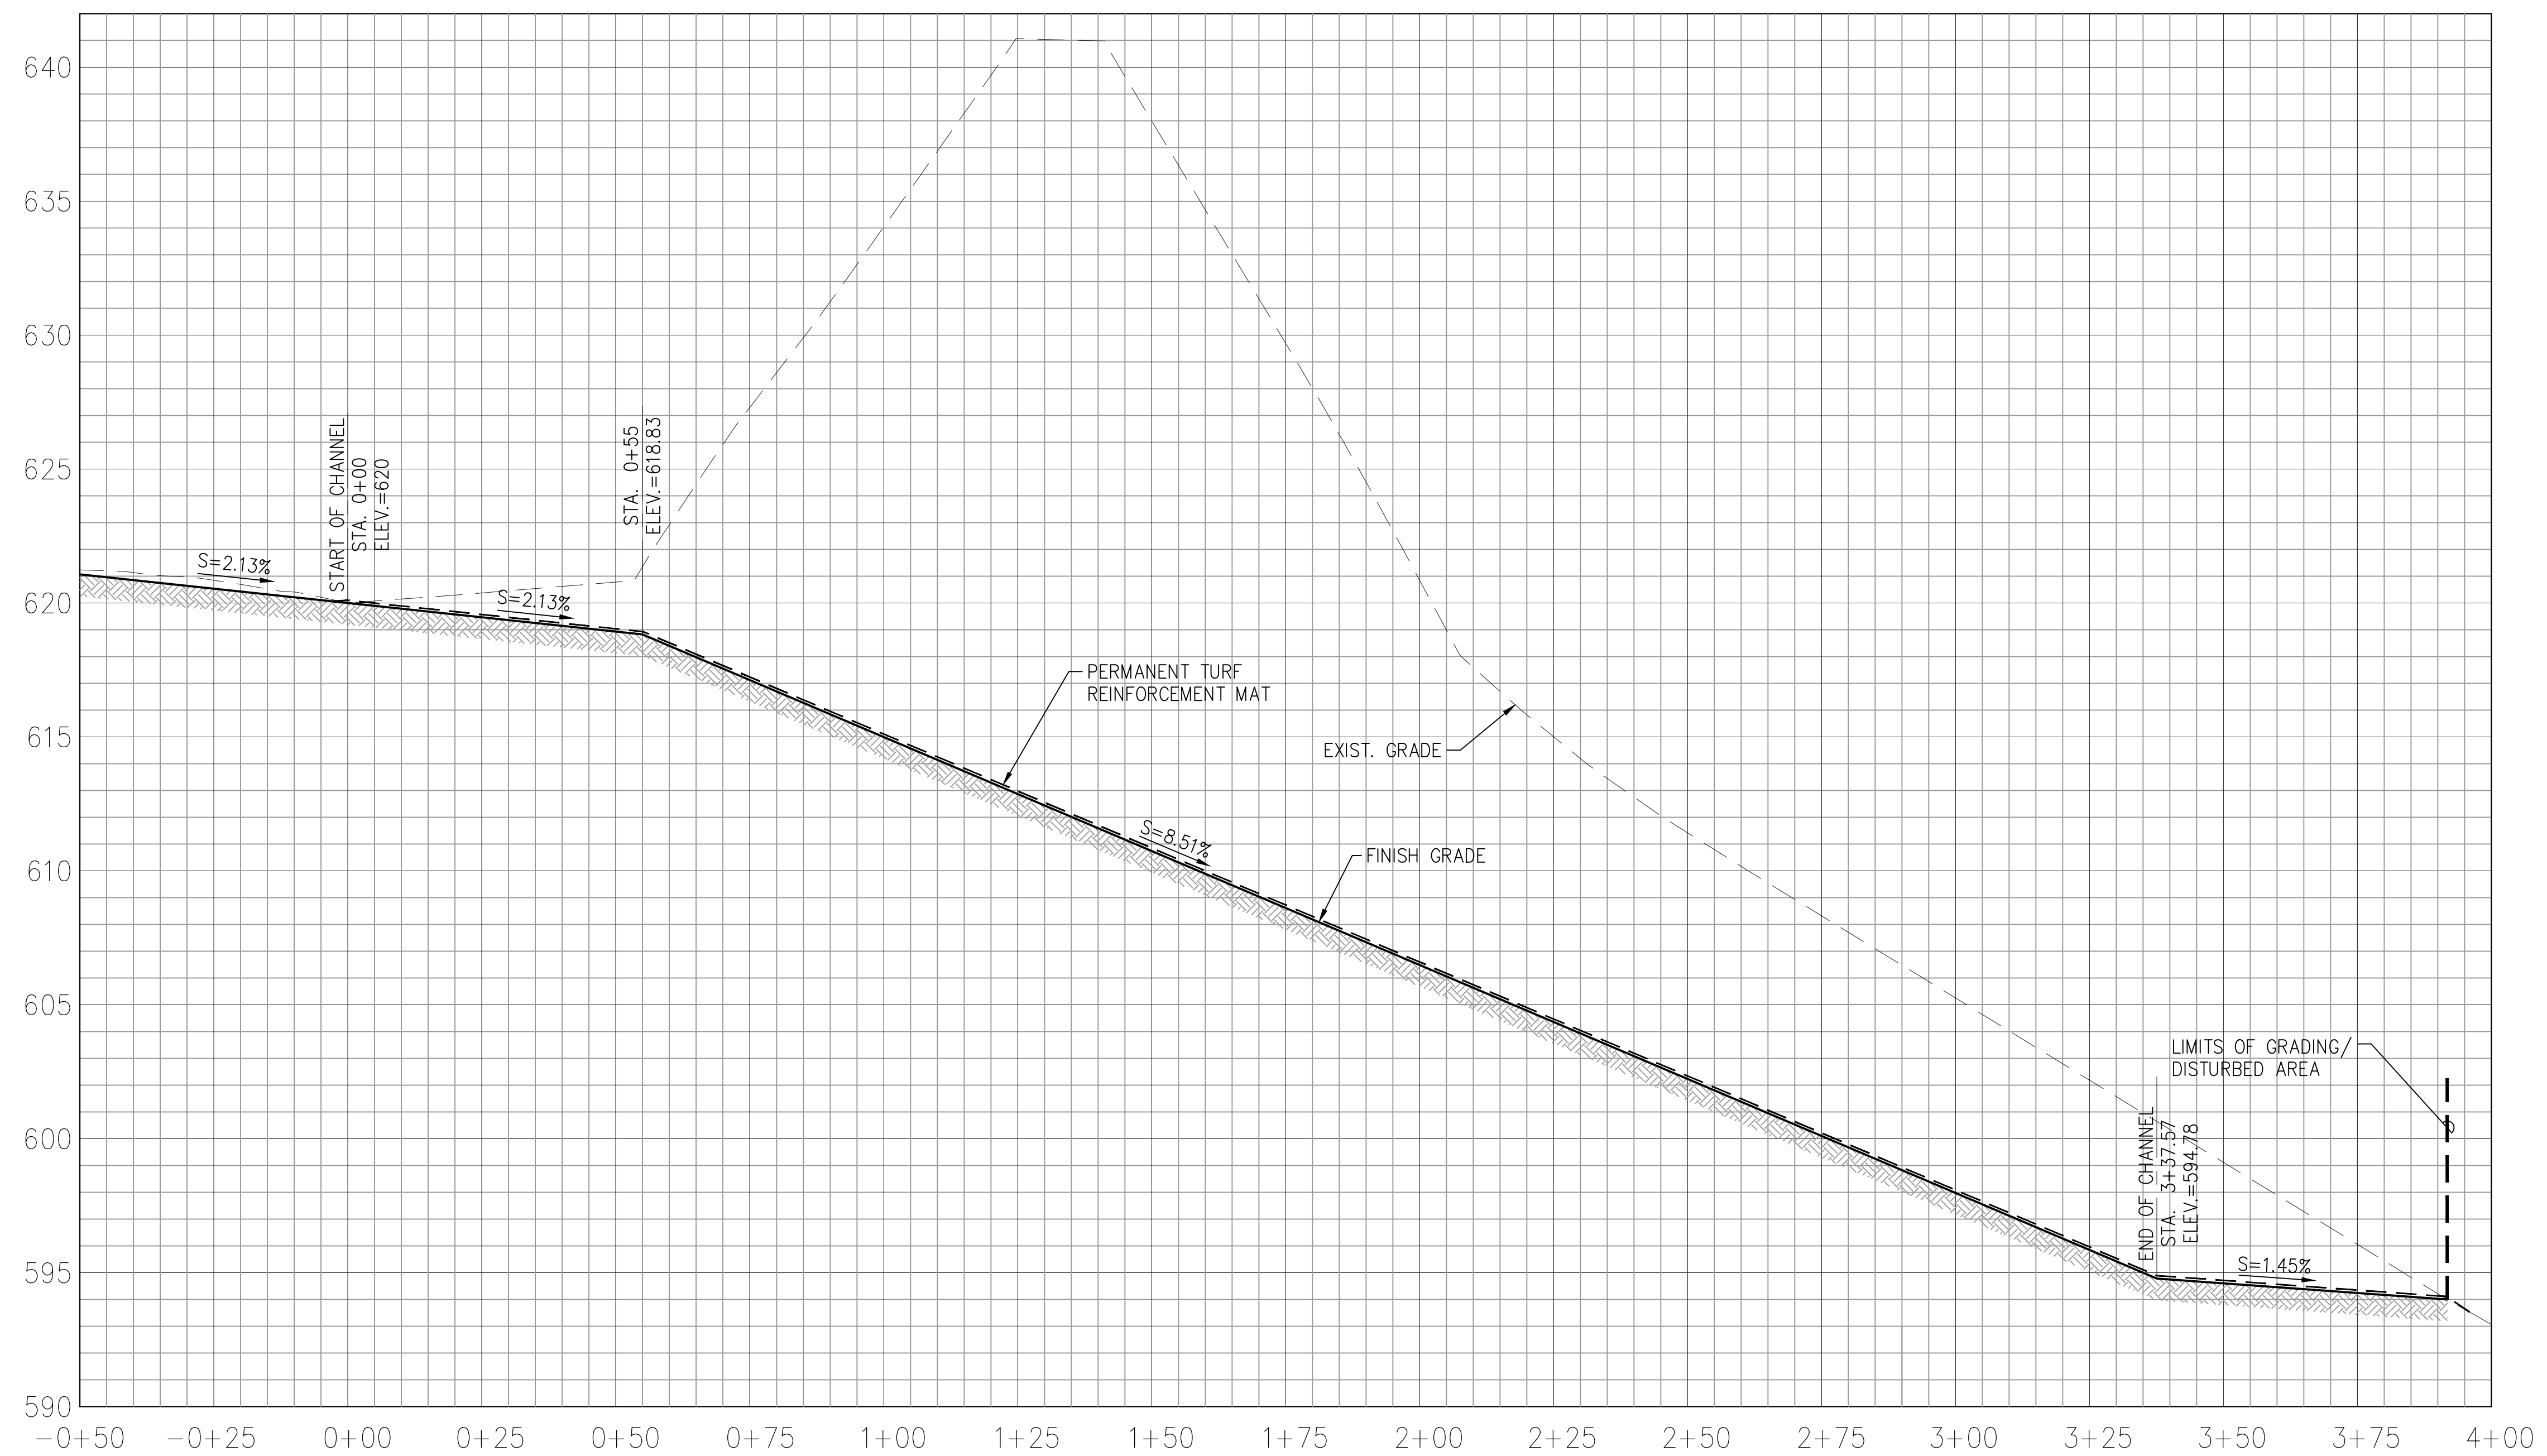 640
635
630
625
620
615
610
605
600
595
590
START OF CHANNEL
STA. 0+00
ELEV.=620
STA. 0+55
ELEV.=618.83
S=2.13%
S=2.13%
PERMANENT TURF
REINFORCEMENT MAT
EXIST. GRADE
S=8.51%
FINISH GRADE
LIMITS OF GRADING/
DISTURBED AREA
END OF CHANNEL
STA. 3+37.57
ELEV.=594.78
S=1.45%
-0+50 -0+25 0+00 0+25 0+50 0+75 1+00 1+25 1+50 1+75 2+00 2+25 2+50 2+75 3+00 3+25 3+50 3+75 4+00